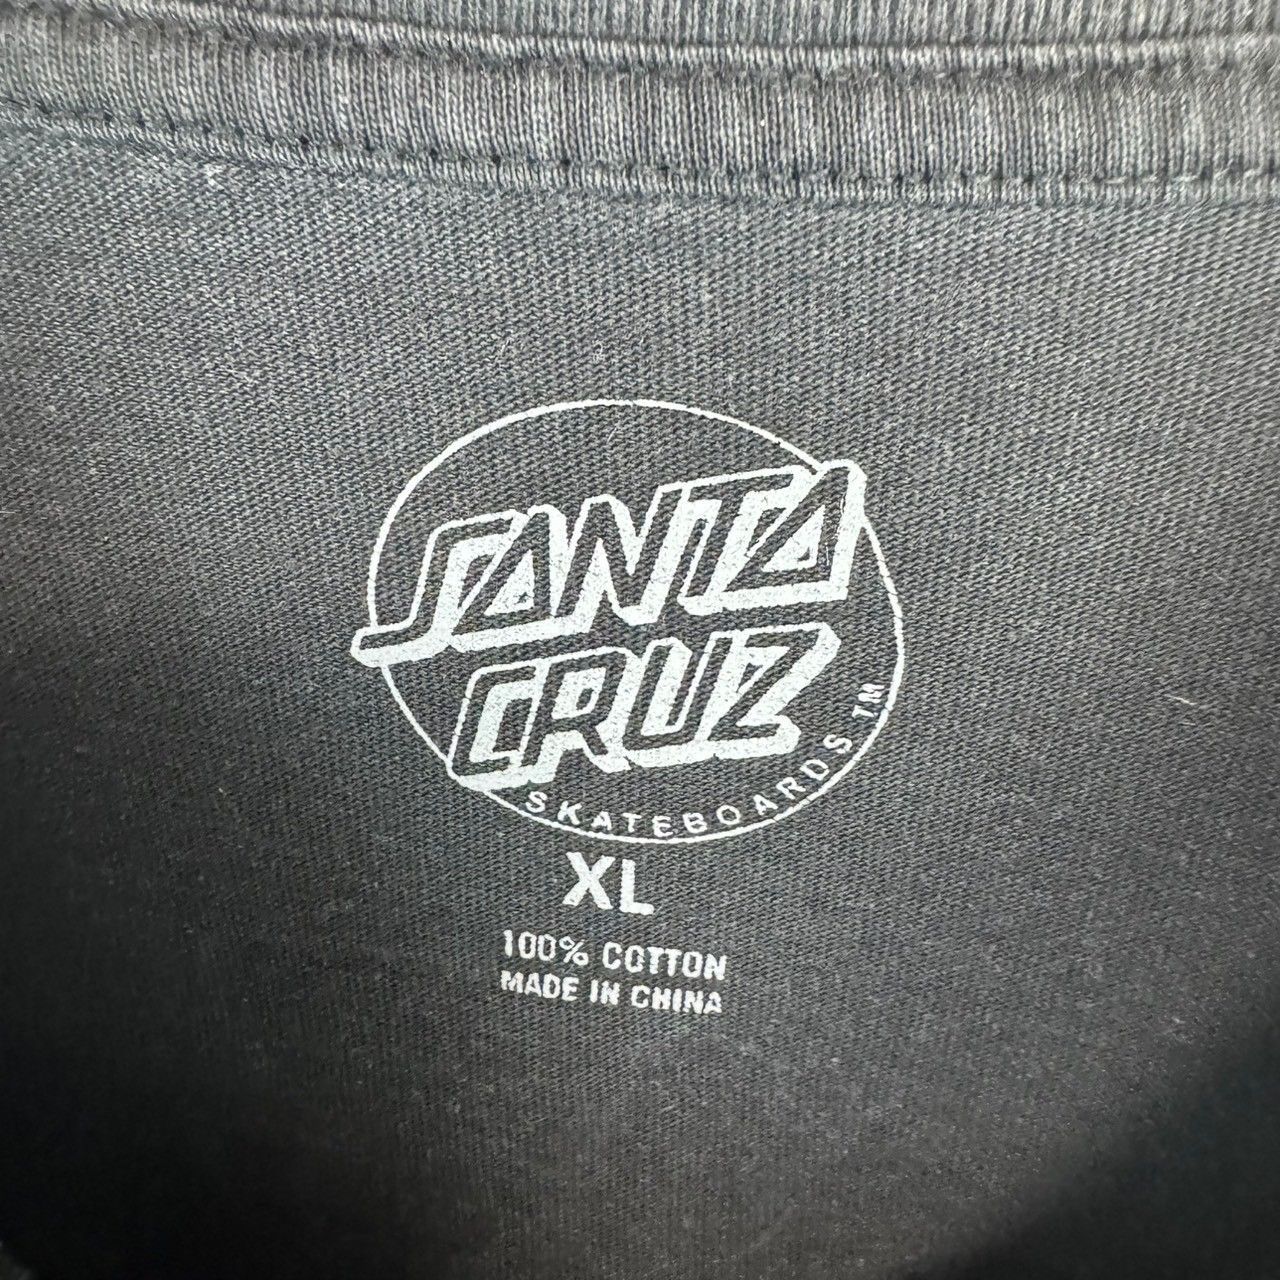 SANTA
CRUZ
SKATEBOARDS TM
XL
100% COTTON
MADE IN CHINA